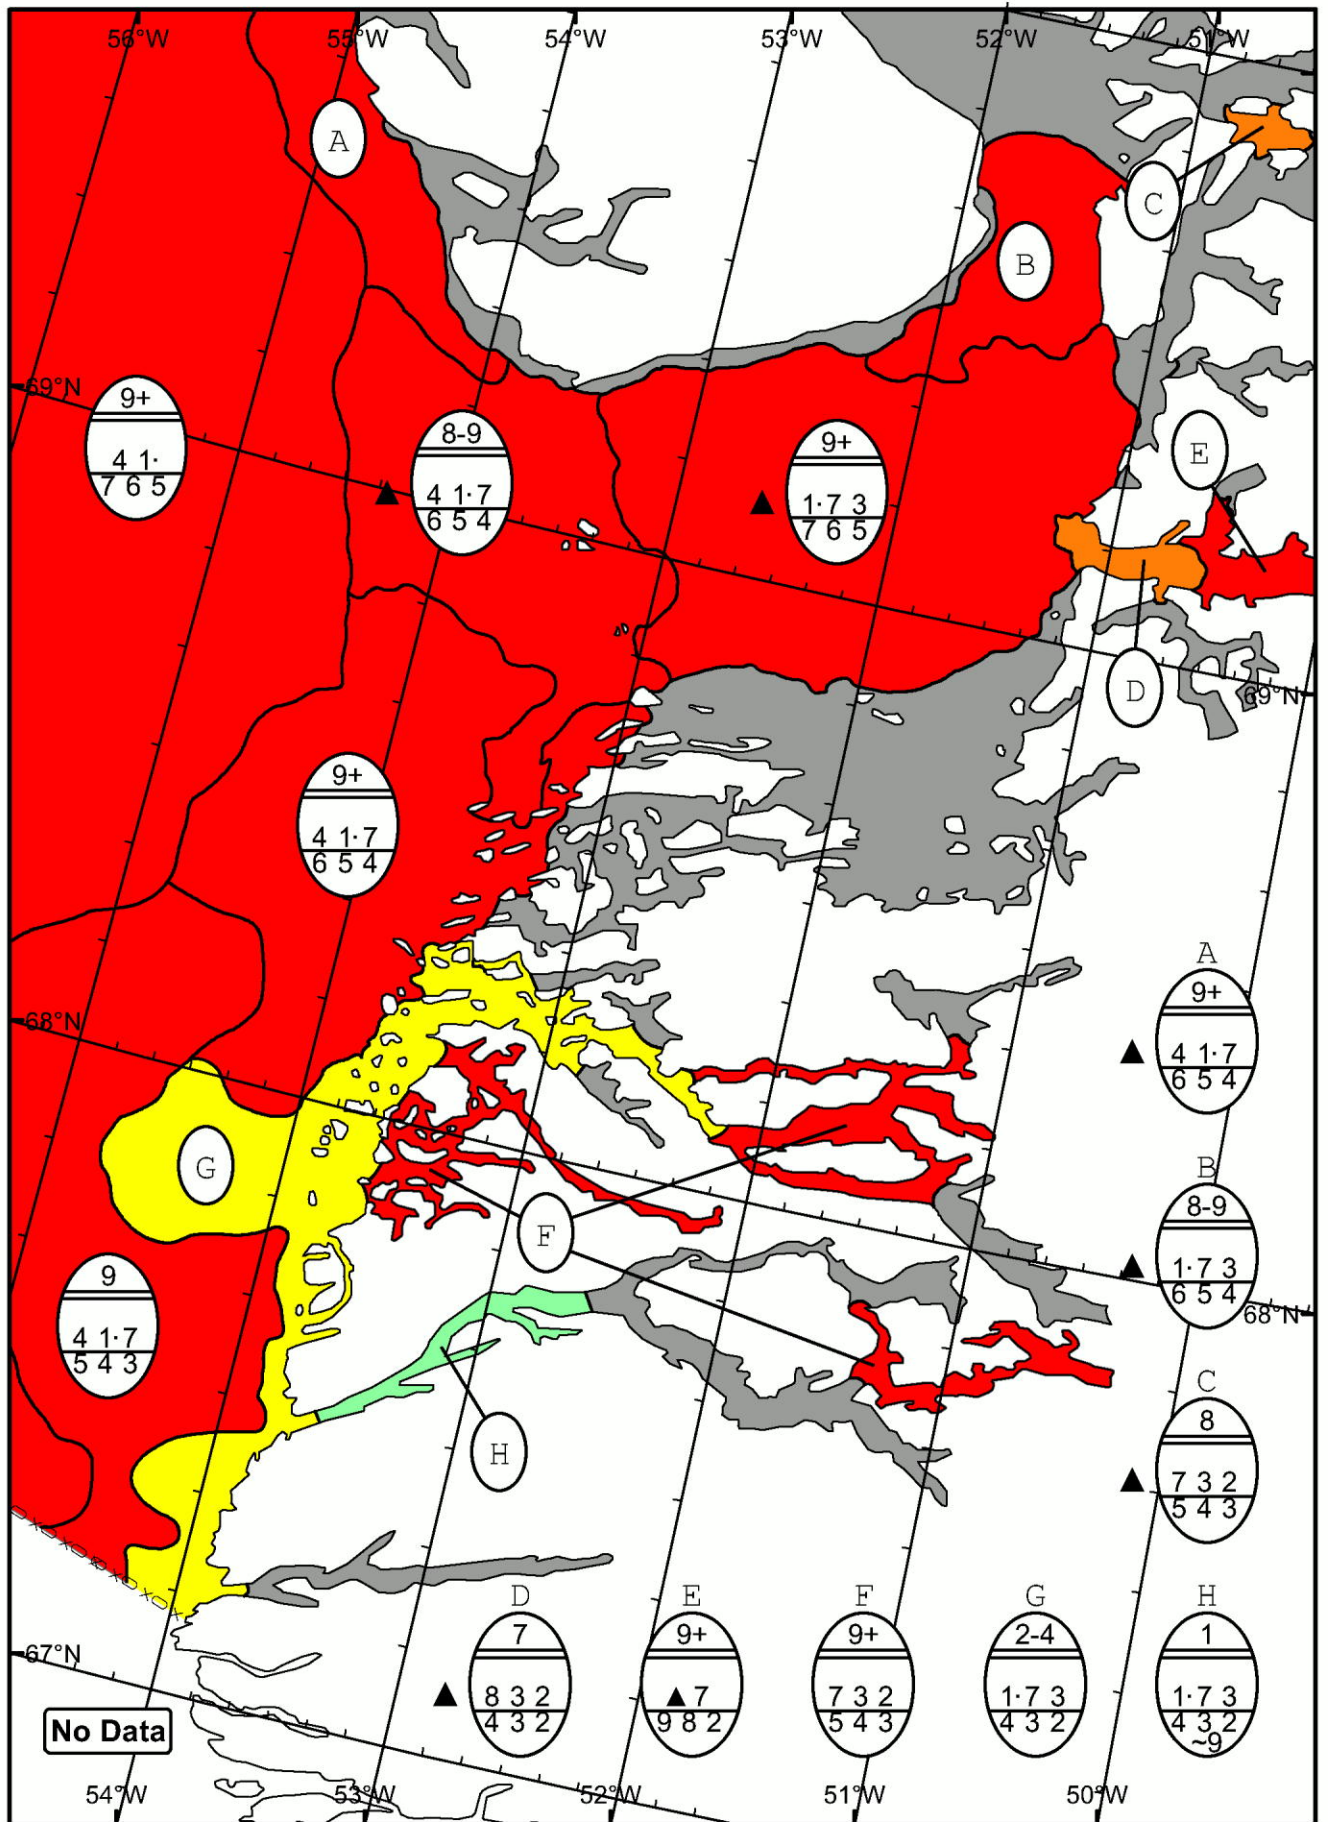 56°W 55°W 54°W 53°W 52°W 51°W
A
C
B
69°N
9+
4 1·
7 6 5
8-9
4 1·7
6 5 4
9+
1·7 3
7 6 5
E
D
69°N
9+
4 1·7
6 5 4
68°N
A
9+
4 1·7
6 5 4
G
F
B
8-9
1·7 3
6 5 4
9
4 1·7
5 4 3
68°N
H
C
8
7 3 2
5 4 3
D E F G H
7 9+ 9+ 2-4 1
8 3 2 ▲7 7 3 2 1·7 3 1·7 3
4 3 2 9 8 2 5 4 3 4 3 2 4 3 2
~9
67°N
No Data
54°W 53°W 52°W 51°W 50°W